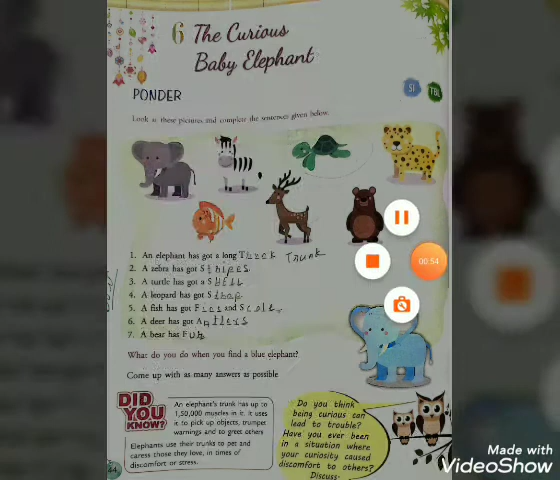 6 The Curious
Baby Elephant
PONDER
SI
TBL
Look at these pictures and complete the sentences given below.
1. An elephant has got a long Trunk
2. A zebra has got Stripes
3. A turtle has got a Shell
4. A leopard has got S
5. A fish has got F and S
6. A deer has got A
7. A bear has F
What do you do when you find a blue elephant?
Come up with as many answers as possible
DID
YOU
KNOW?
An elephant's trunk has up to
1,50,000 muscles in it. It uses
it to pick up objects, trumpet
warnings and to greet others
Elephants use their trunks to pet and
caress those they love, in times of
discomfort or stress.
Do you think
being curious can
lead to trouble?
Have you ever been
in a situation where
your curiosity caused
discomfort to others?
Discuss.
44
00:54
Made with
VideoShow